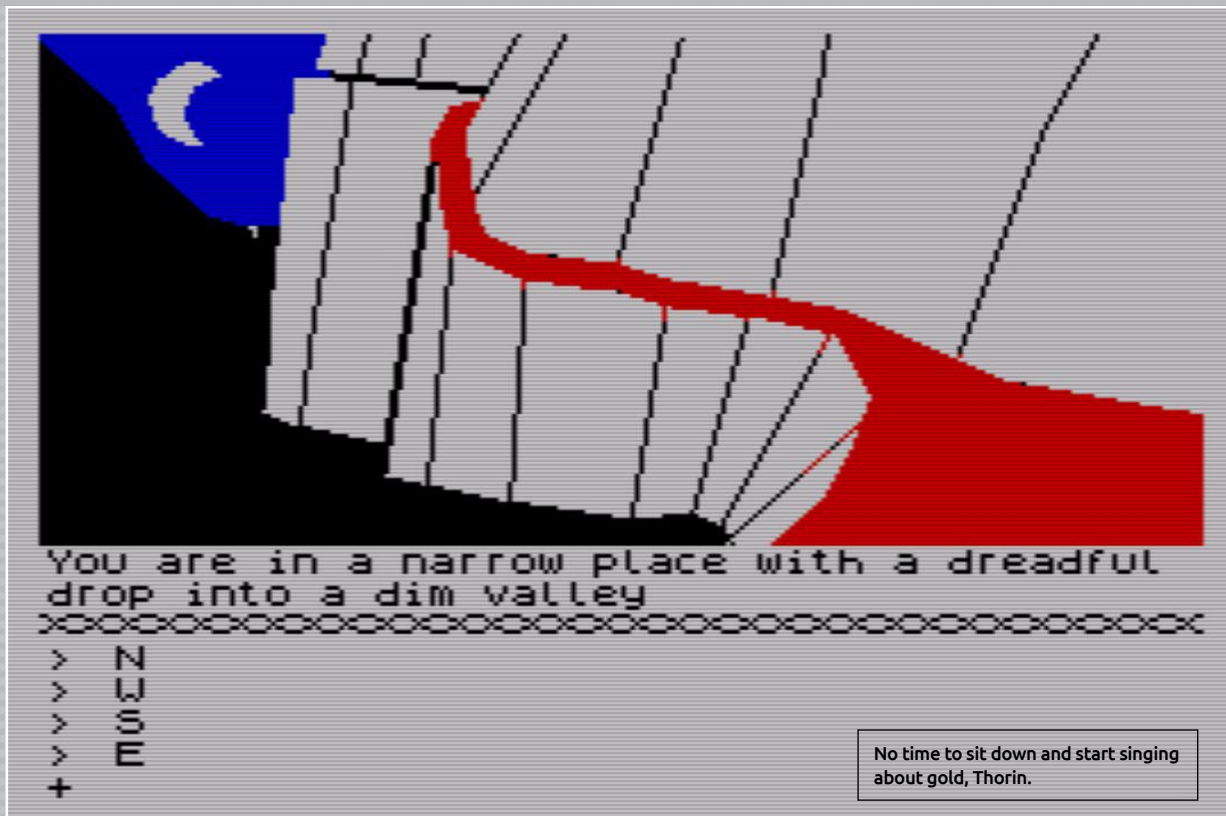 You are in a narrow place with a dreadful
drop into a dim valley
> N
> W
> S
> E
+
No time to sit down and start singing
about gold, Thorin.